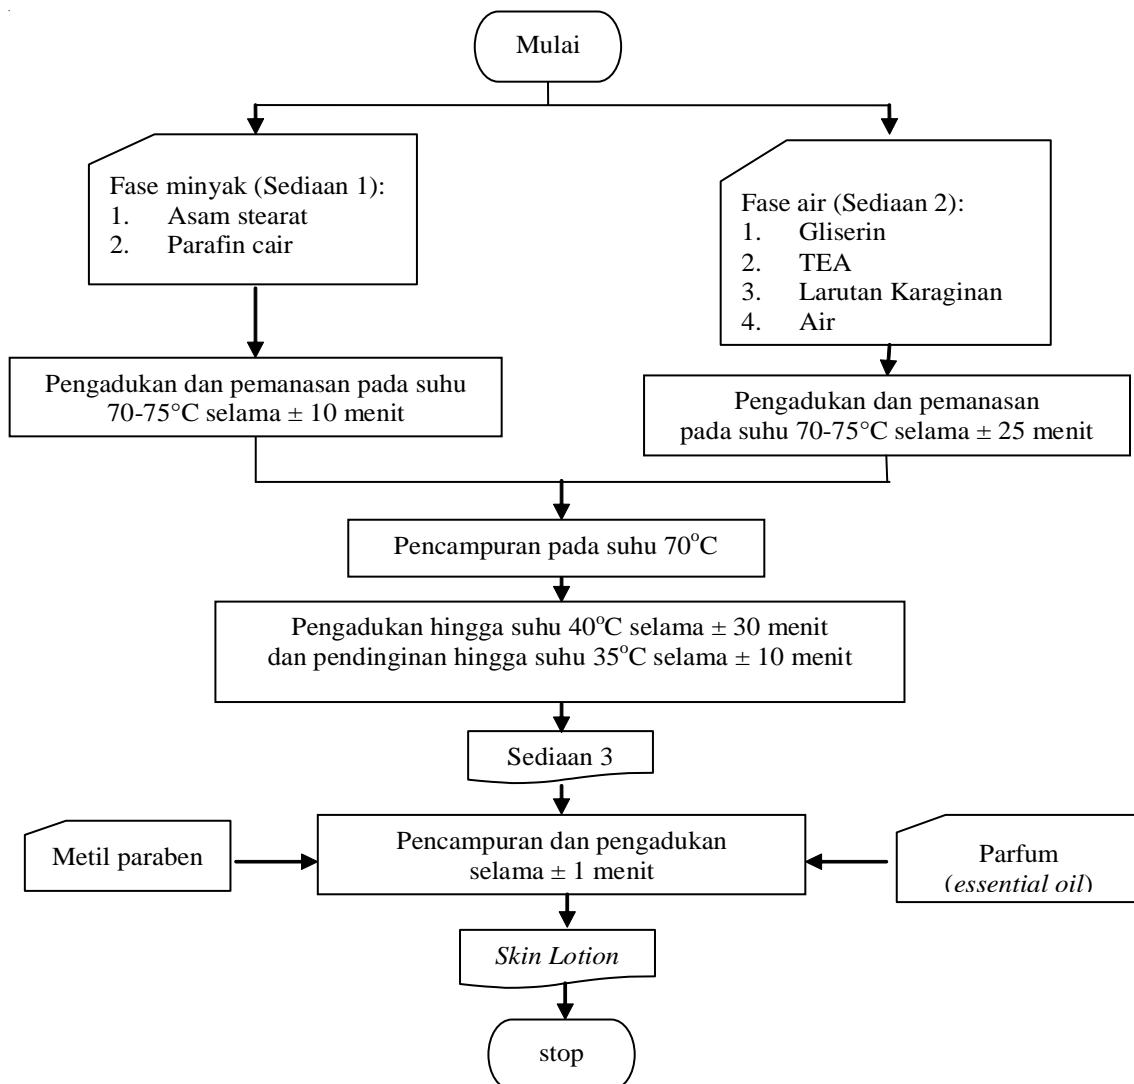 Mulai
Fase minyak (Sediaan 1):
1. Asam stearat
2. Parafin cair
Fase air (Sediaan 2):
1. Gliserin
2. TEA
3. Larutan Karaginan
4. Air
Pengadukan dan pemanasan pada suhu
70-75°C selama ± 10 menit
Pengadukan dan pemanasan
pada suhu 70-75°C selama ± 25 menit
Pencampuran pada suhu 70°C
Pengadukan hingga suhu 40°C selama ± 30 menit
dan pendinginan hingga suhu 35°C selama ± 10 menit
Sediaan 3
Metil paraben
Pencampuran dan pengadukan
selama ± 1 menit
Parfum
(essential oil)
Skin Lotion
stop